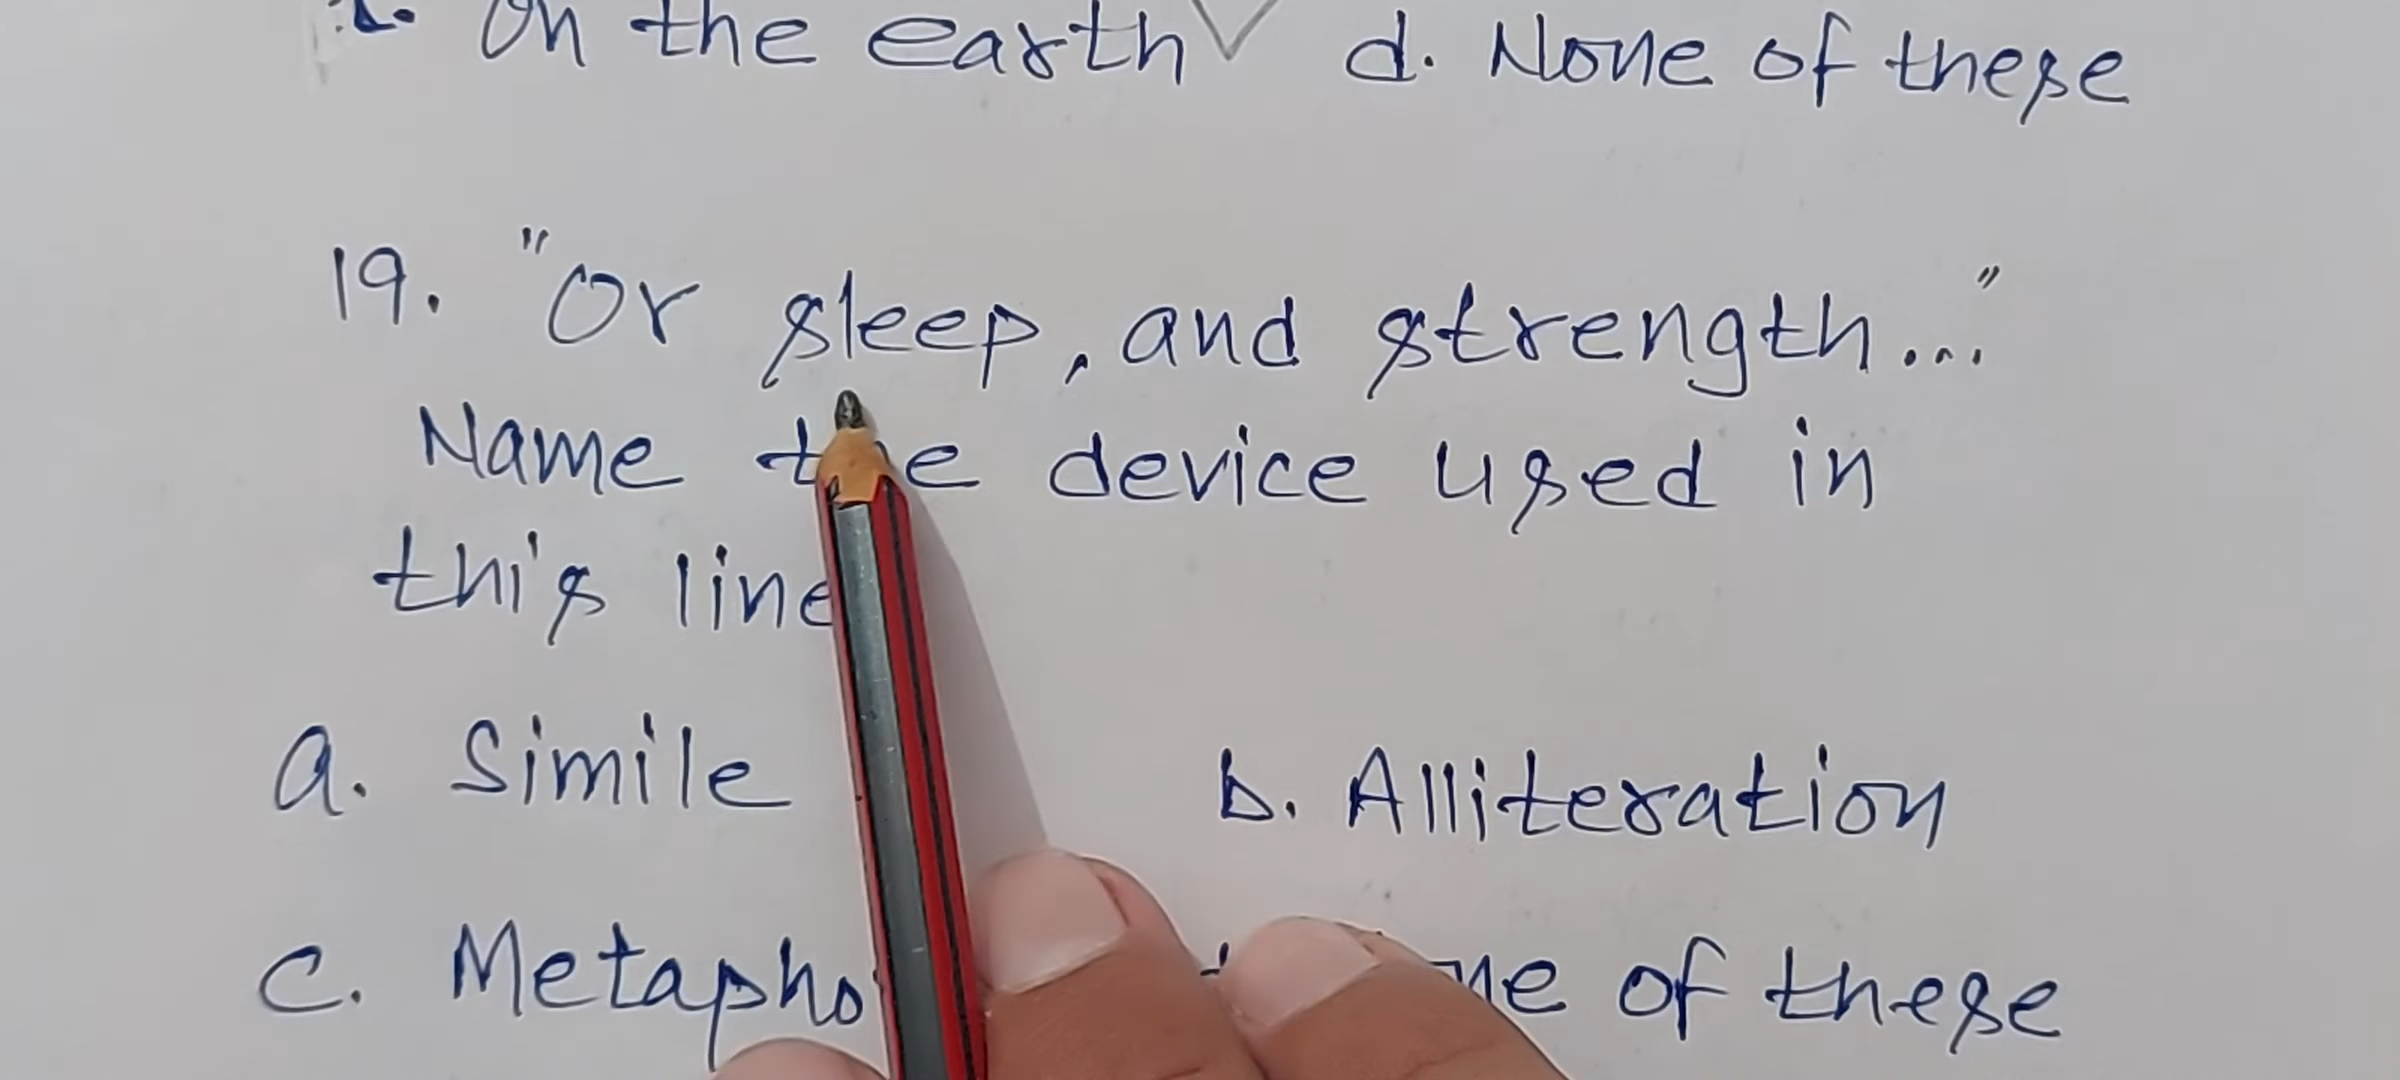 On the earth d. None of these
19. "Or sleep, and strength..."
Name the device used in
this line
a. Simile b. Alliteration
c. of these